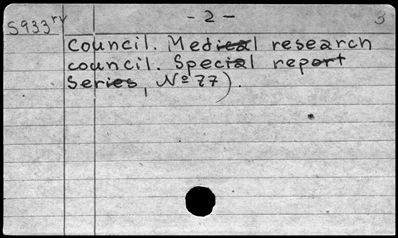 - 2 -
3
S933rv
Council. Medical research
council. Special report
Series, Nº 77).